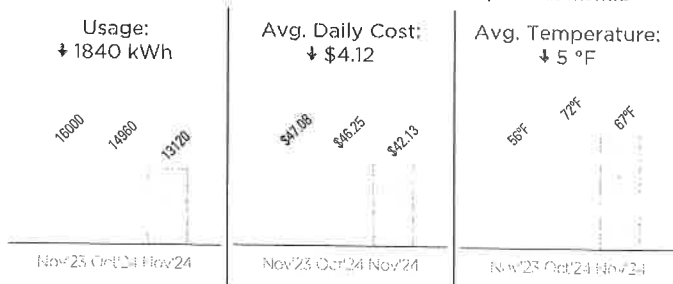 Usage:
↓ 1840 kWh
16000
14960
13120
Nov'23 Oct'24 Nov'24
Avg. Daily Cost:
↓ $4.12
$47.08
$46.25
$42.13
Nov'23 Oct'24 Nov'24
Avg. Temperature:
↓ 5 °F
56°F
72°F
67°F
Nov'23 Oct'24 Nov'24